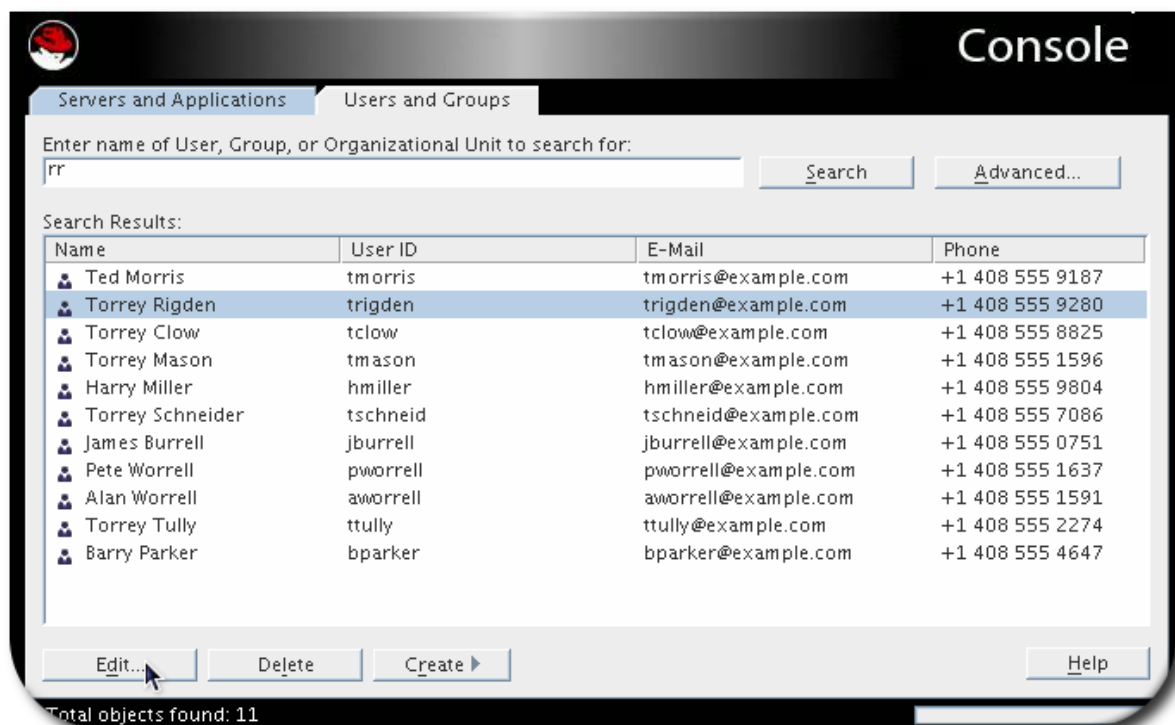 Console
Servers and Applications Users and Groups
Enter name of User, Group, or Organizational Unit to search for:
rr Search Advanced...
Search Results:
Name User ID E-Mail Phone
Ted Morris tmorris tmorris@example.com +1 408 555 9187
Torrey Rigden trigden trigden@example.com +1 408 555 9280
Torrey Clow tclow tclow@example.com +1 408 555 8825
Torrey Mason tmason tmason@example.com +1 408 555 1596
Harry Miller hmiller hmiller@example.com +1 408 555 9804
Torrey Schneider tschneid tschneid@example.com +1 408 555 7086
James Burrell jburrell jburrell@example.com +1 408 555 0751
Pete Worrell pworrell pworrell@example.com +1 408 555 1637
Alan Worrell aworrell aworrell@example.com +1 408 555 1591
Torrey Tully ttully ttully@example.com +1 408 555 2274
Barry Parker bparker bparker@example.com +1 408 555 4647
Edit... Delete Create Help
Total objects found: 11